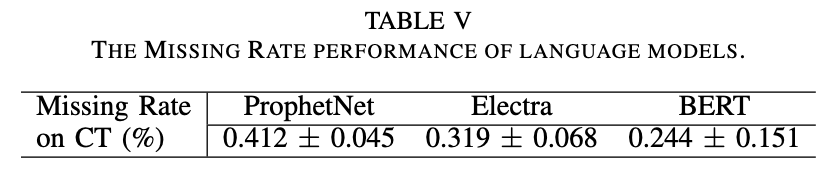 TABLE V
THE MISSING RATE PERFORMANCE OF LANGUAGE MODELS.
Missing Rate ProphetNet Electra BERT
on CT (%) 0.412 ± 0.045 0.319 ± 0.068 0.244 ± 0.151